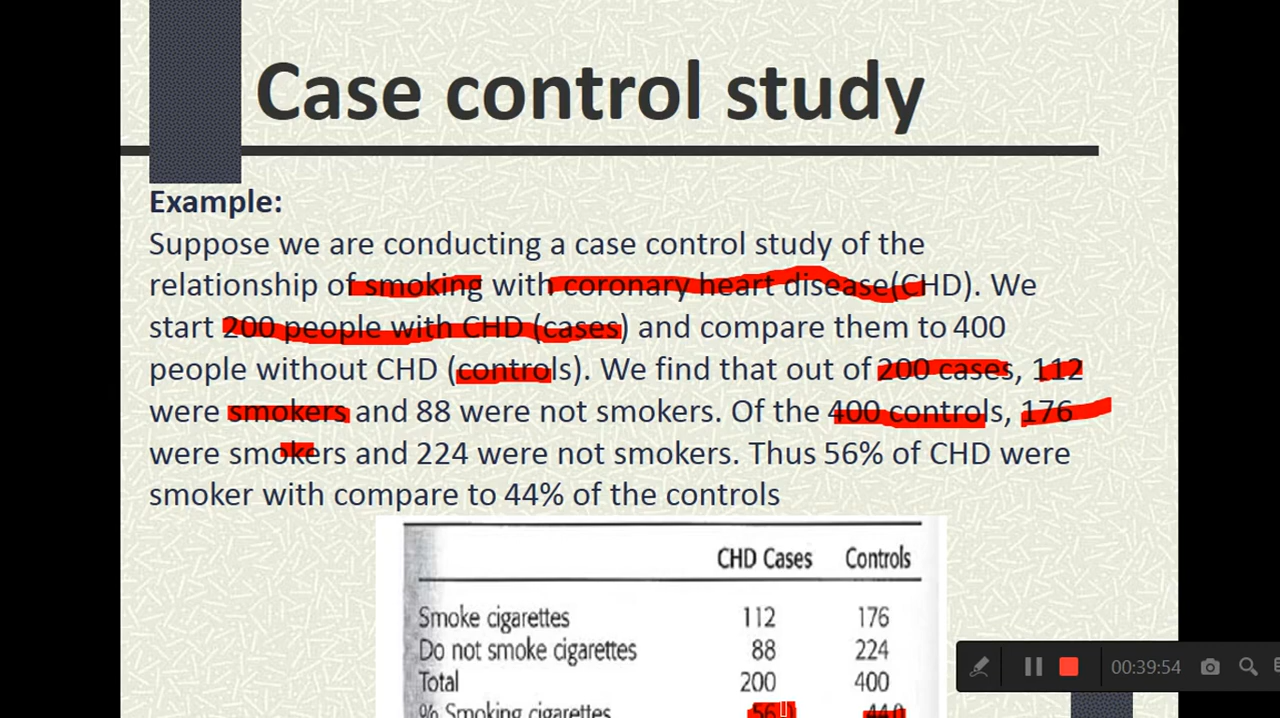 Case control study
Example:
Suppose we are conducting a case control study of the
relationship of smoking with coronary heart disease(CHD). We
start 200 people with CHD (cases) and compare them to 400
people without CHD (controls). We find that out of 200 cases, 112
were smokers and 88 were not smokers. Of the 400 controls, 176
were smokers and 224 were not smokers. Thus 56% of CHD were
smoker with compare to 44% of the controls
CHD Cases Controls
Smoke cigarettes 112 176
Do not smoke cigarettes 88 224
Total 200 400
% Smoking cigarettes
00:39:54